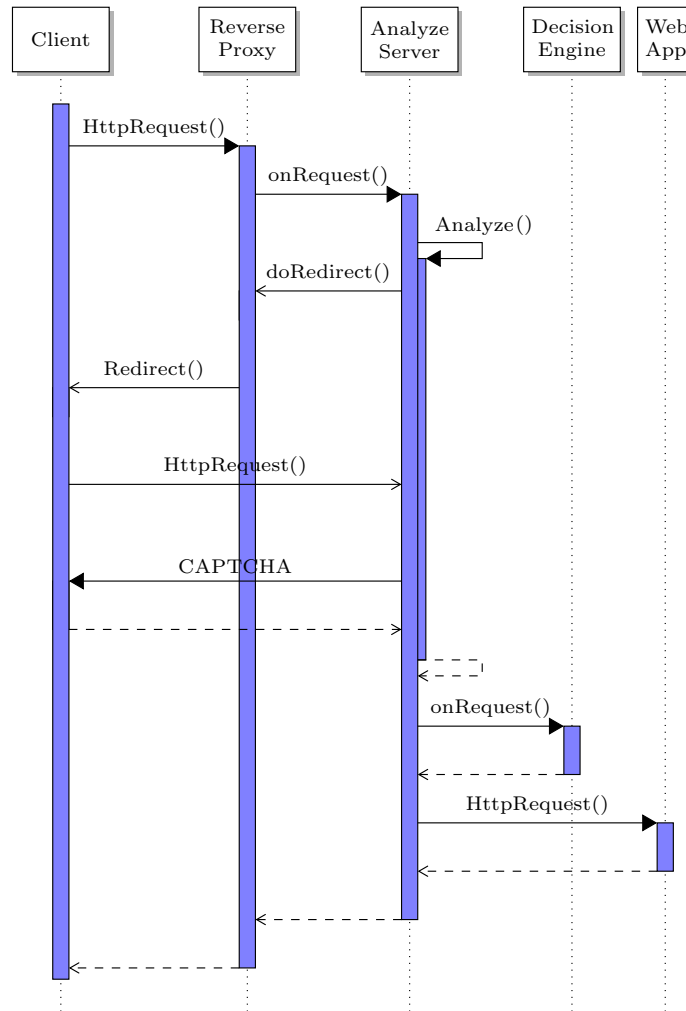 Client
Reverse
Proxy
Analyze
Server
Decision
Engine
Web
App
HttpRequest()
onRequest()
Analyze()
doRedirect()
Redirect()
HttpRequest()
CAPTCHA
onRequest()
HttpRequest()